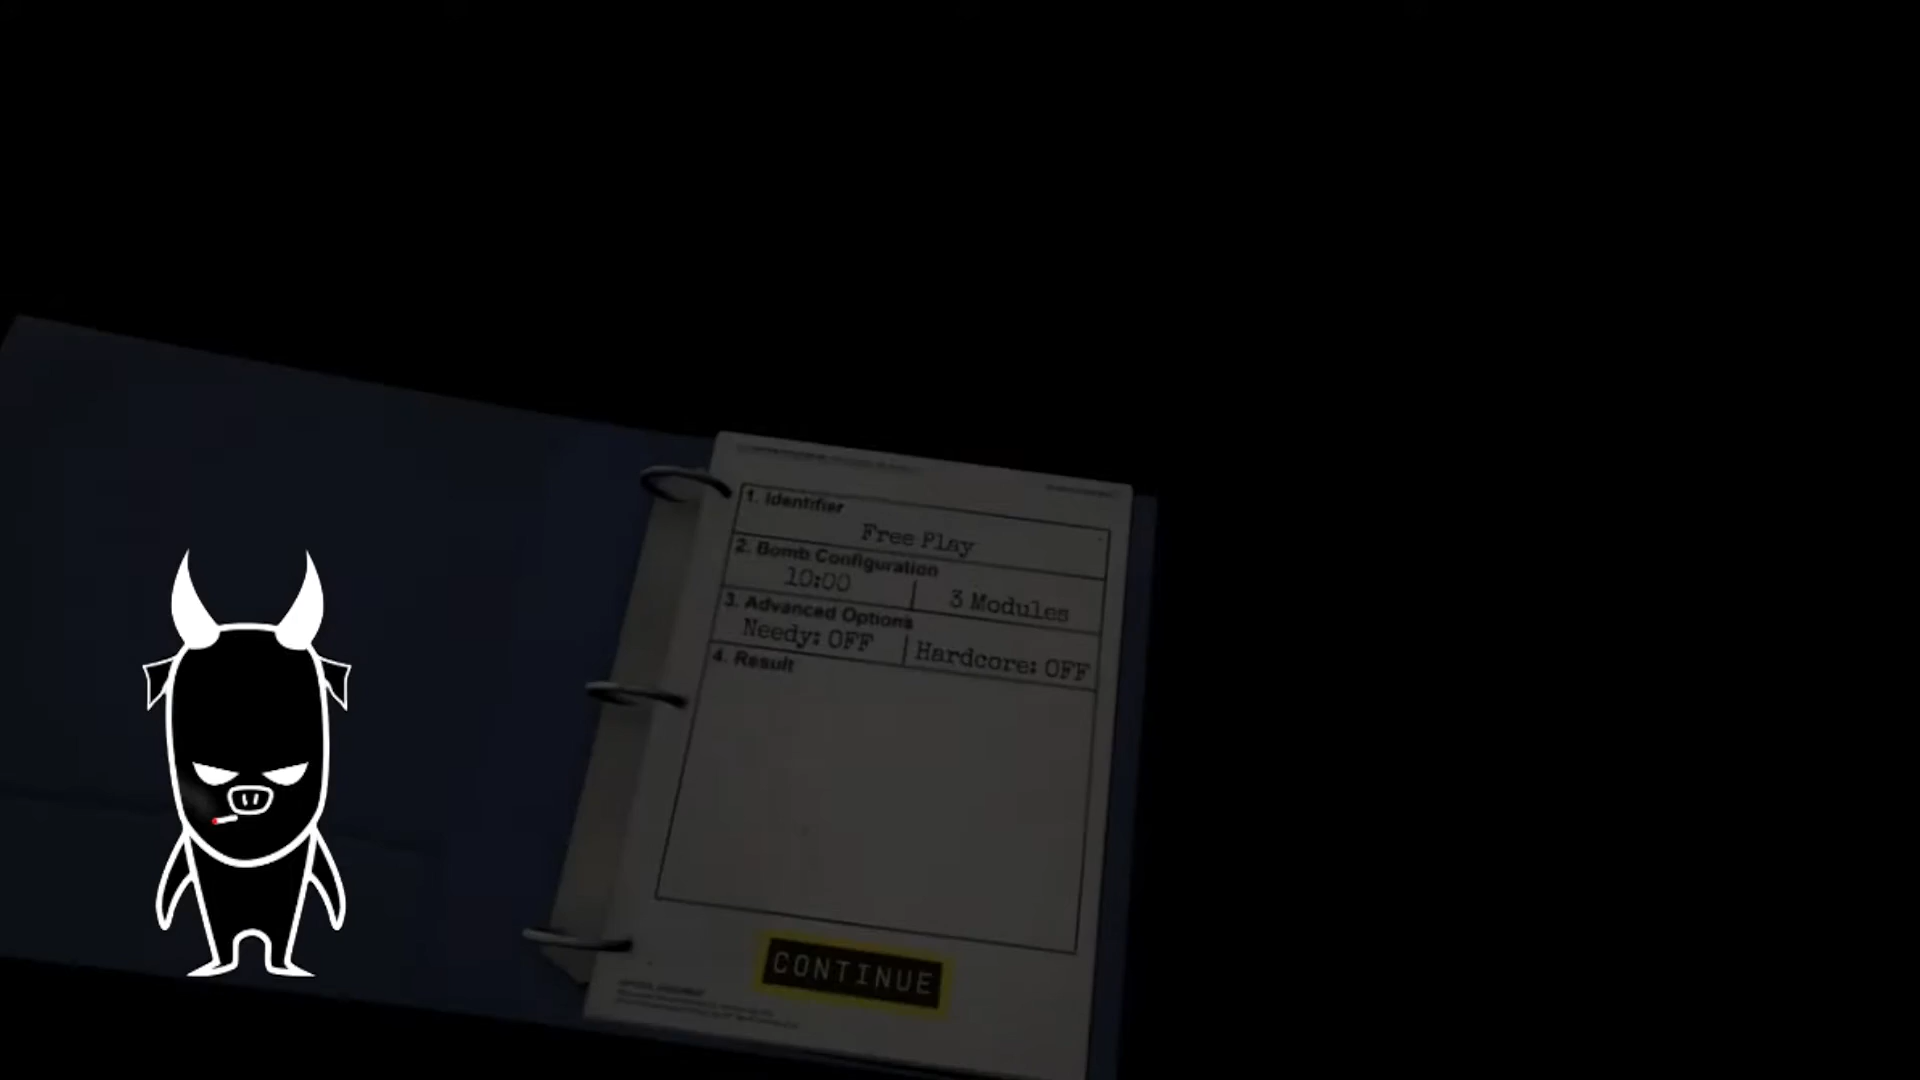 1. Identifier
Free Play
2. Bomb Configuration
10:00 3 Modules
3. Advanced Options
Needy: OFF Hardcore: OFF
4. Result
CONTINUE